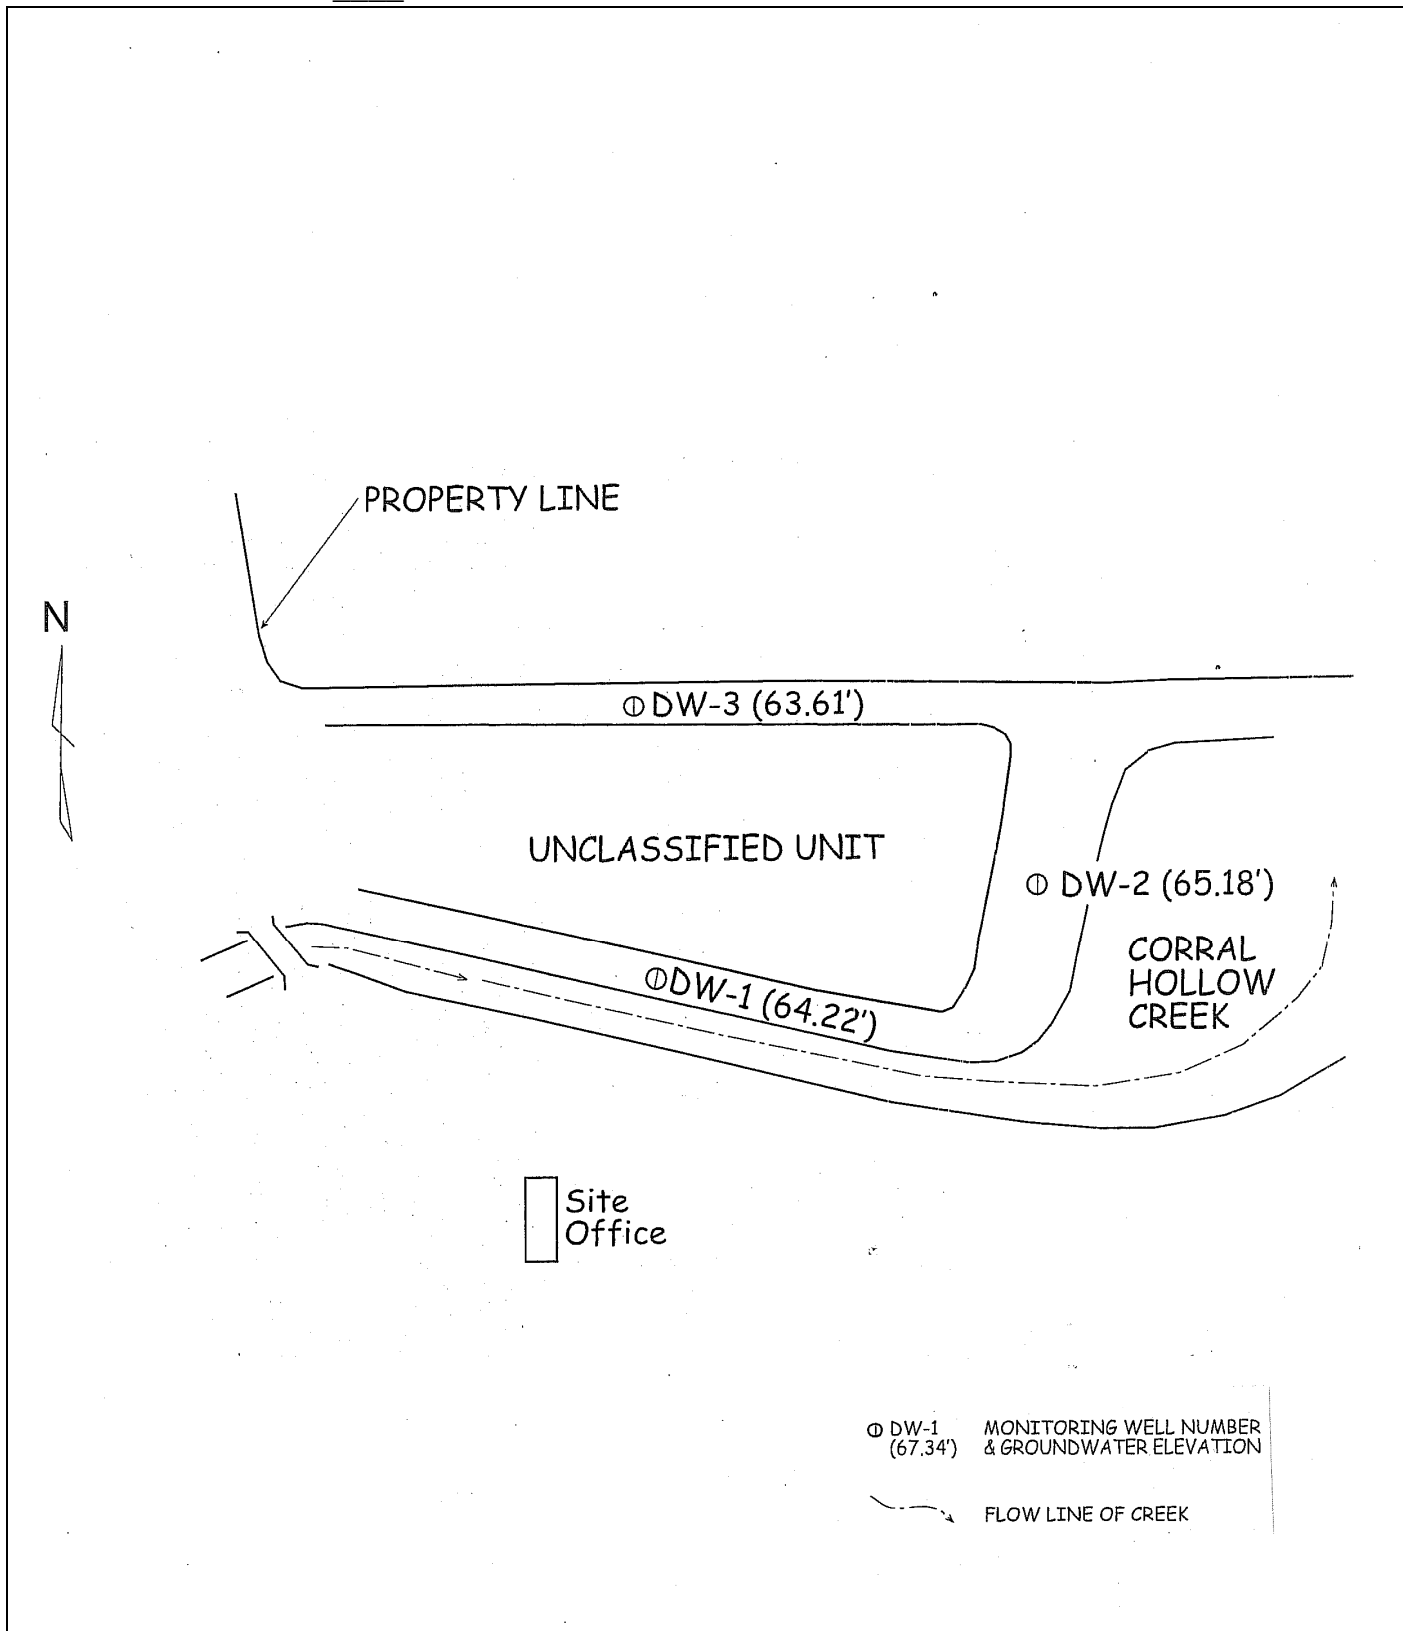 PROPERTY LINE
N
DW-3 (63.61')
UNCLASSIFIED UNIT
DW-2 (65.18')
CORRAL
HOLLOW
CREEK
DW-1 (64.22')
Site
Office
DW-1
(67.34')
MONITORING WELL NUMBER
& GROUNDWATER ELEVATION
FLOW LINE OF CREEK